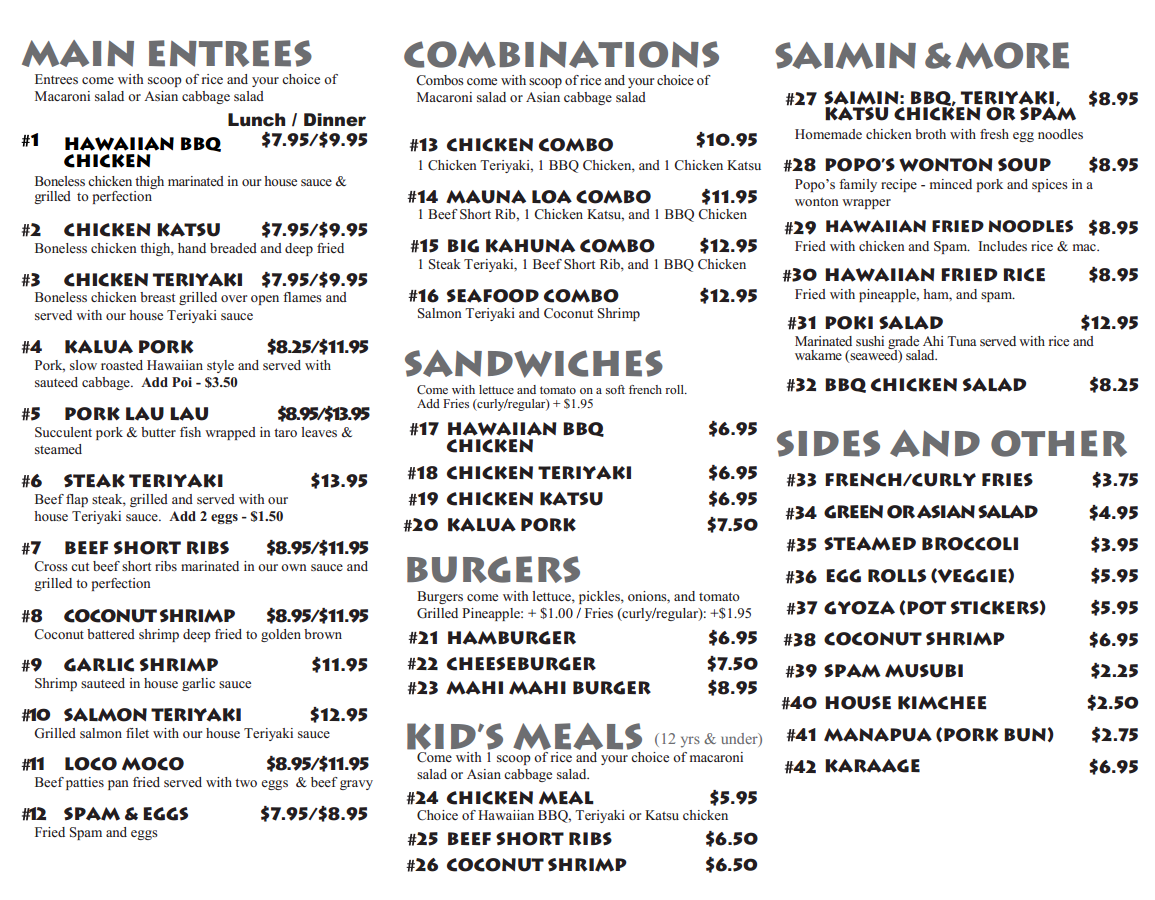 MAIN ENTREES
Entrees come with scoop of rice and your choice of
Macaroni salad or Asian cabbage salad
Lunch / Dinner
#1 HAWAIIAN BBQ $7.95/$9.95
CHICKEN
Boneless chicken thigh marinated in our house sauce &
grilled to perfection
#2 CHICKEN KATSU $7.95/$9.95
Boneless chicken thigh, hand breaded and deep fried
#3 CHICKEN TERIYAKI $7.95/$9.95
Boneless chicken breast grilled over open flames and
served with our house Teriyaki sauce
#4 KALUA PORK $8.25/$11.95
Pork, slow roasted Hawaiian style and served with
sauteed cabbage. Add Poi - $3.50
#5 PORK LAU LAU $8.95/$13.95
Succulent pork & butter fish wrapped in taro leaves &
steamed
#6 STEAK TERIYAKI $13.95
Beef flap steak, grilled and served with our
house Teriyaki sauce. Add 2 eggs - $1.50
#7 BEEF SHORT RIBS $8.95/$11.95
Cross cut beef short ribs marinated in our own sauce and
grilled to perfection
#8 COCONUT SHRIMP $8.95/$11.95
Coconut battered shrimp deep fried to golden brown
#9 GARLIC SHRIMP $11.95
Shrimp sauteed in house garlic sauce
#10 SALMON TERIYAKI $12.95
Grilled salmon filet with our house Teriyaki sauce
#11 LOCO MOCO $8.95/$11.95
Beef patties pan fried served with two eggs & beef gravy
#12 SPAM & EGGS $7.95/$8.95
Fried Spam and eggs
COMBINATIONS
Combos come with scoop of rice and your choice of
Macaroni salad or Asian cabbage salad
#13 CHICKEN COMBO $10.95
1 Chicken Teriyaki, 1 BBQ Chicken, and 1 Chicken Katsu
#14 MAUNA LOA COMBO $11.95
1 Beef Short Rib, 1 Chicken Katsu, and 1 BBQ Chicken
#15 BIG KAHUNA COMBO $12.95
1 Steak Teriyaki, 1 Beef Short Rib, and 1 BBQ Chicken
#16 SEAFOOD COMBO $12.95
Salmon Teriyaki and Coconut Shrimp
SANDWICHES
Come with lettuce and tomato on a soft french roll.
Add Fries (curly/regular) + $1.95
#17 HAWAIIAN BBQ $6.95
CHICKEN
#18 CHICKEN TERIYAKI $6.95
#19 CHICKEN KATSU $6.95
#20 KALUA PORK $7.50
BURGERS
Burgers come with lettuce, pickles, onions, and tomato
Grilled Pineapple: + $1.00 / Fries (curly/regular): +$1.95
#21 HAMBURGER $6.95
#22 CHEESEBURGER $7.50
#23 MAHI MAHI BURGER $8.95
KID'S MEALS (12 yrs & under)
Come with 1 scoop of rice and your choice of macaroni
salad or Asian cabbage salad.
#24 CHICKEN MEAL $5.95
Choice of Hawaiian BBQ, Teriyaki or Katsu chicken
#25 BEEF SHORT RIBS $6.50
#26 COCONUT SHRIMP $6.50
SAIMIN & MORE
#27 SAIMIN: BBQ, TERIYAKI, $8.95
KATSU CHICKEN OR SPAM
Homemade chicken broth with fresh egg noodles
#28 POPO'S WONTON SOUP $8.95
Popo's family recipe - minced pork and spices in a
wonton wrapper
#29 HAWAIIAN FRIED NOODLES $8.95
Fried with chicken and Spam. Includes rice & mac.
#30 HAWAIIAN FRIED RICE $8.95
Fried with pineapple, ham, and spam.
#31 POKI SALAD $12.95
Marinated sushi grade Ahi Tuna served with rice and
wakame (seaweed) salad.
#32 BBQ CHICKEN SALAD $8.25
SIDES AND OTHER
#33 FRENCH/CURLY FRIES $3.75
#34 GREEN OR ASIAN SALAD $4.95
#35 STEAMED BROCCOLI $3.95
#36 EGG ROLLS (VEGGIE) $5.95
#37 GYOZA (POT STICKERS) $5.95
#38 COCONUT SHRIMP $6.95
#39 SPAM MUSUBI $2.25
#40 HOUSE KIMCHEE $2.50
#41 MANAPUA (PORK BUN) $2.75
#42 KARAAGE $6.95